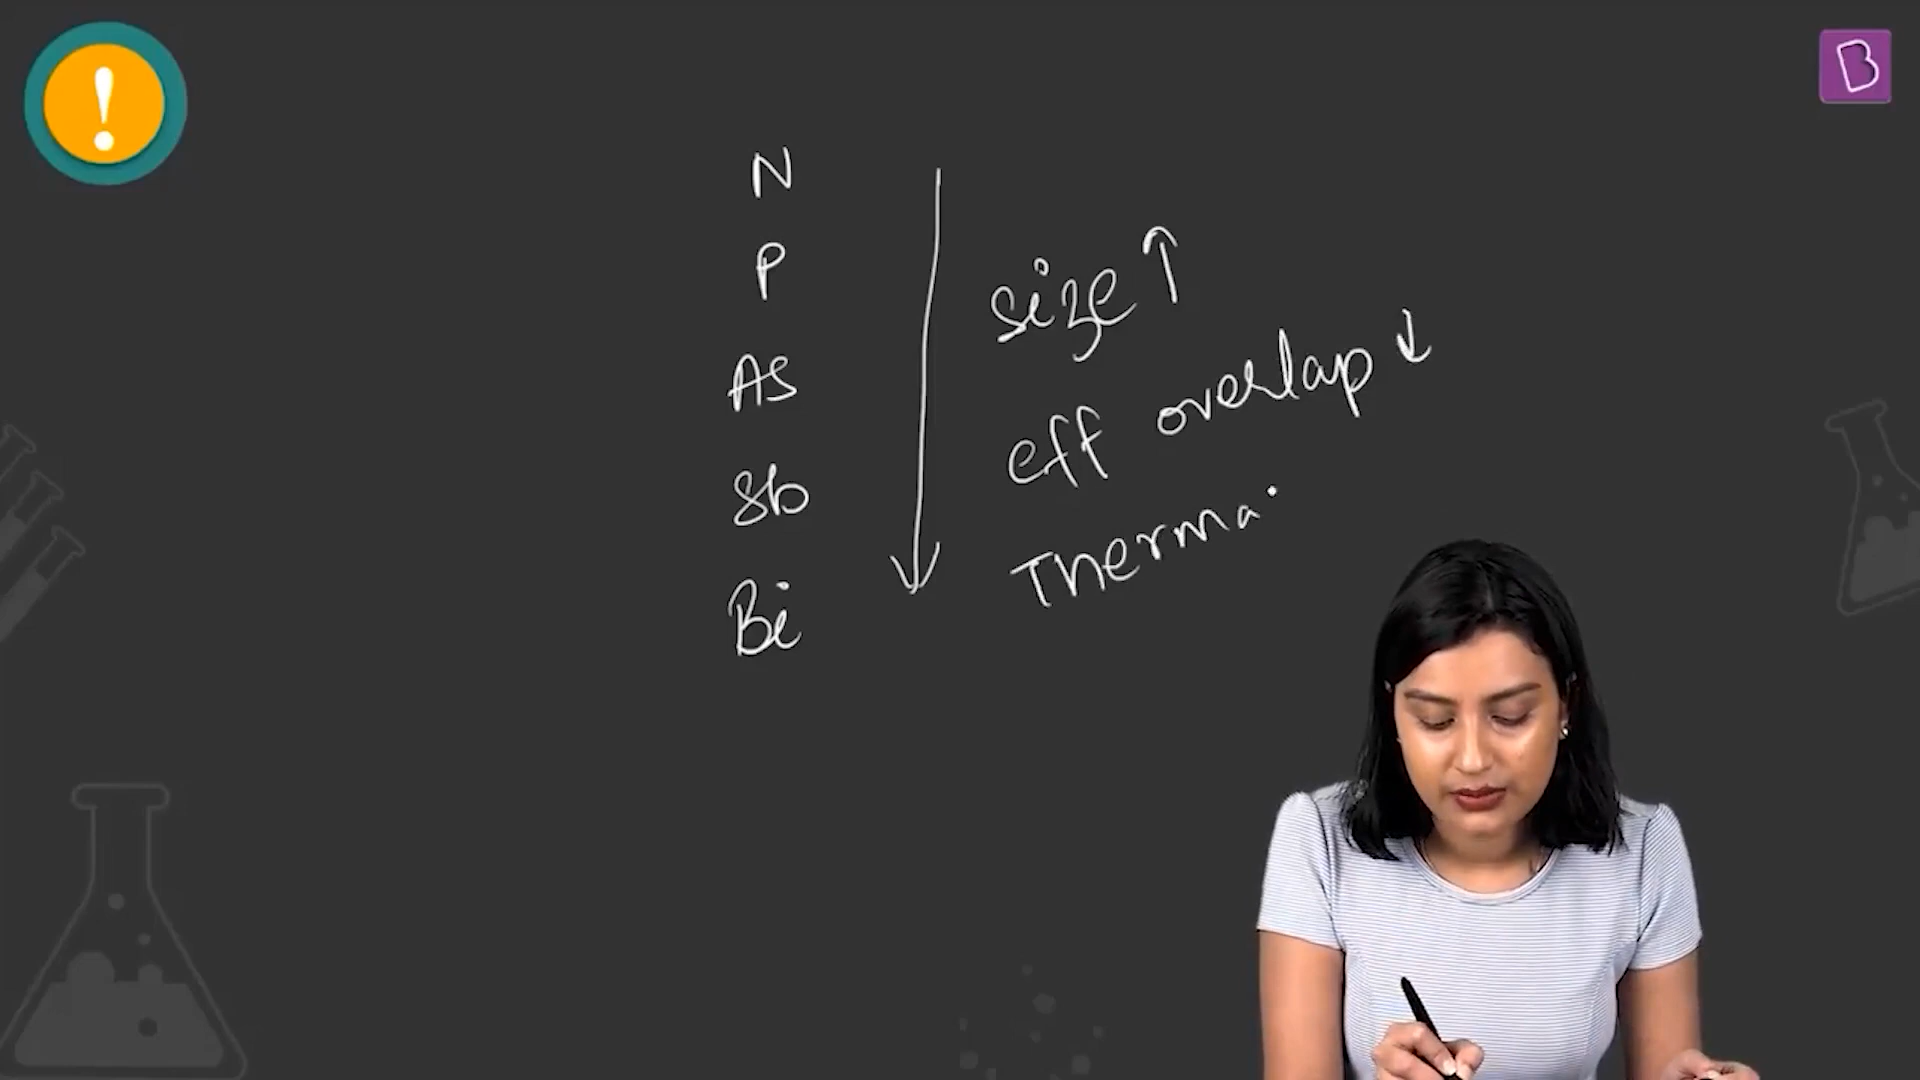 !
B
N
P
As
Sb
Bi
size ↑
eff overlap ↓
Therma